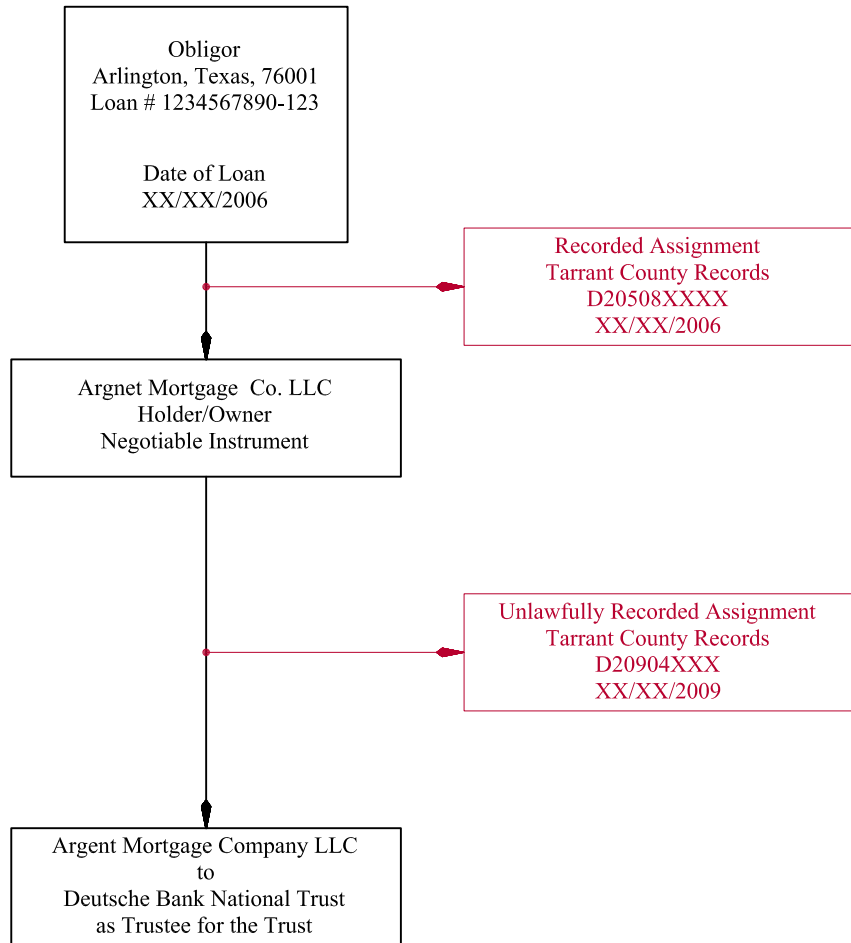 Obligor
Arlington, Texas, 76001
Loan # 1234567890-123
Date of Loan
XX/XX/2006
Recorded Assignment
Tarrant County Records
D20508XXXX
XX/XX/2006
Argnet Mortgage Co. LLC
Holder/Owner
Negotiable Instrument
Unlawfully Recorded Assignment
Tarrant County Records
D20904XXX
XX/XX/2009
Argent Mortgage Company LLC
to
Deutsche Bank National Trust
as Trustee for the Trust